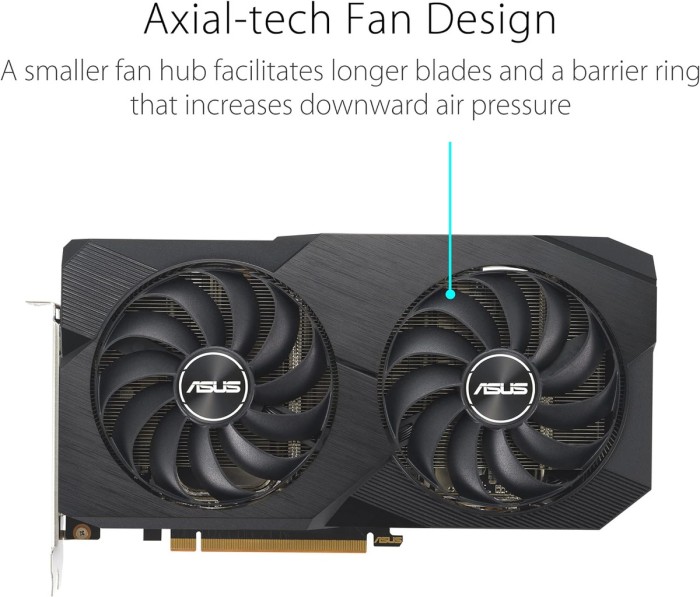 Axial-tech Fan Design
A smaller fan hub facilitates longer blades and a barrier ring
that increases downward air pressure
ASUS
ASUS
ASUS